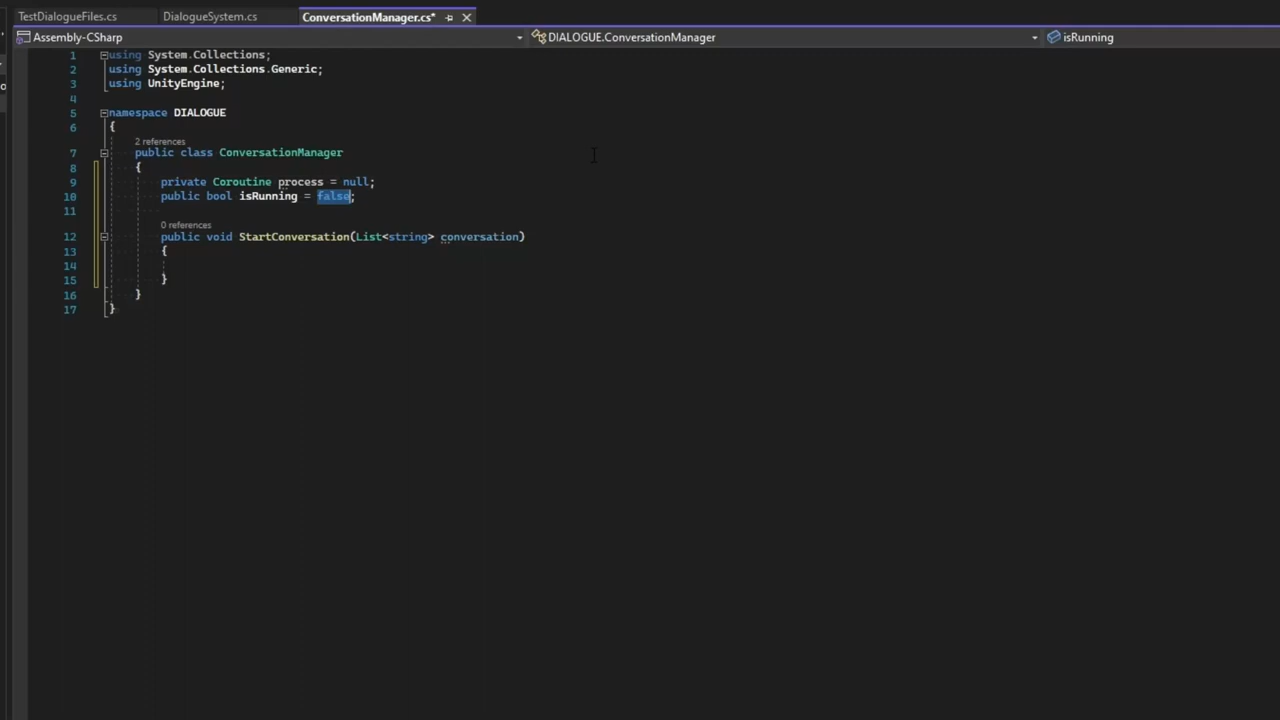 TestDialogueFiles.cs DialogueSystem.cs ConversationManager.cs*
Assembly-CSharp DIALOGUE.ConversationManager isRunning
1 using System.Collections;
2 using System.Collections.Generic;
3 using UnityEngine;
4
5 namespace DIALOGUE
6 {
2 references
7 public class ConversationManager
8 {
9 private Coroutine process = null;
10 public bool isRunning = false;
11
0 references
12 public void StartConversation(List<string> conversation)
13 {
14
15 }
16 }
17 }